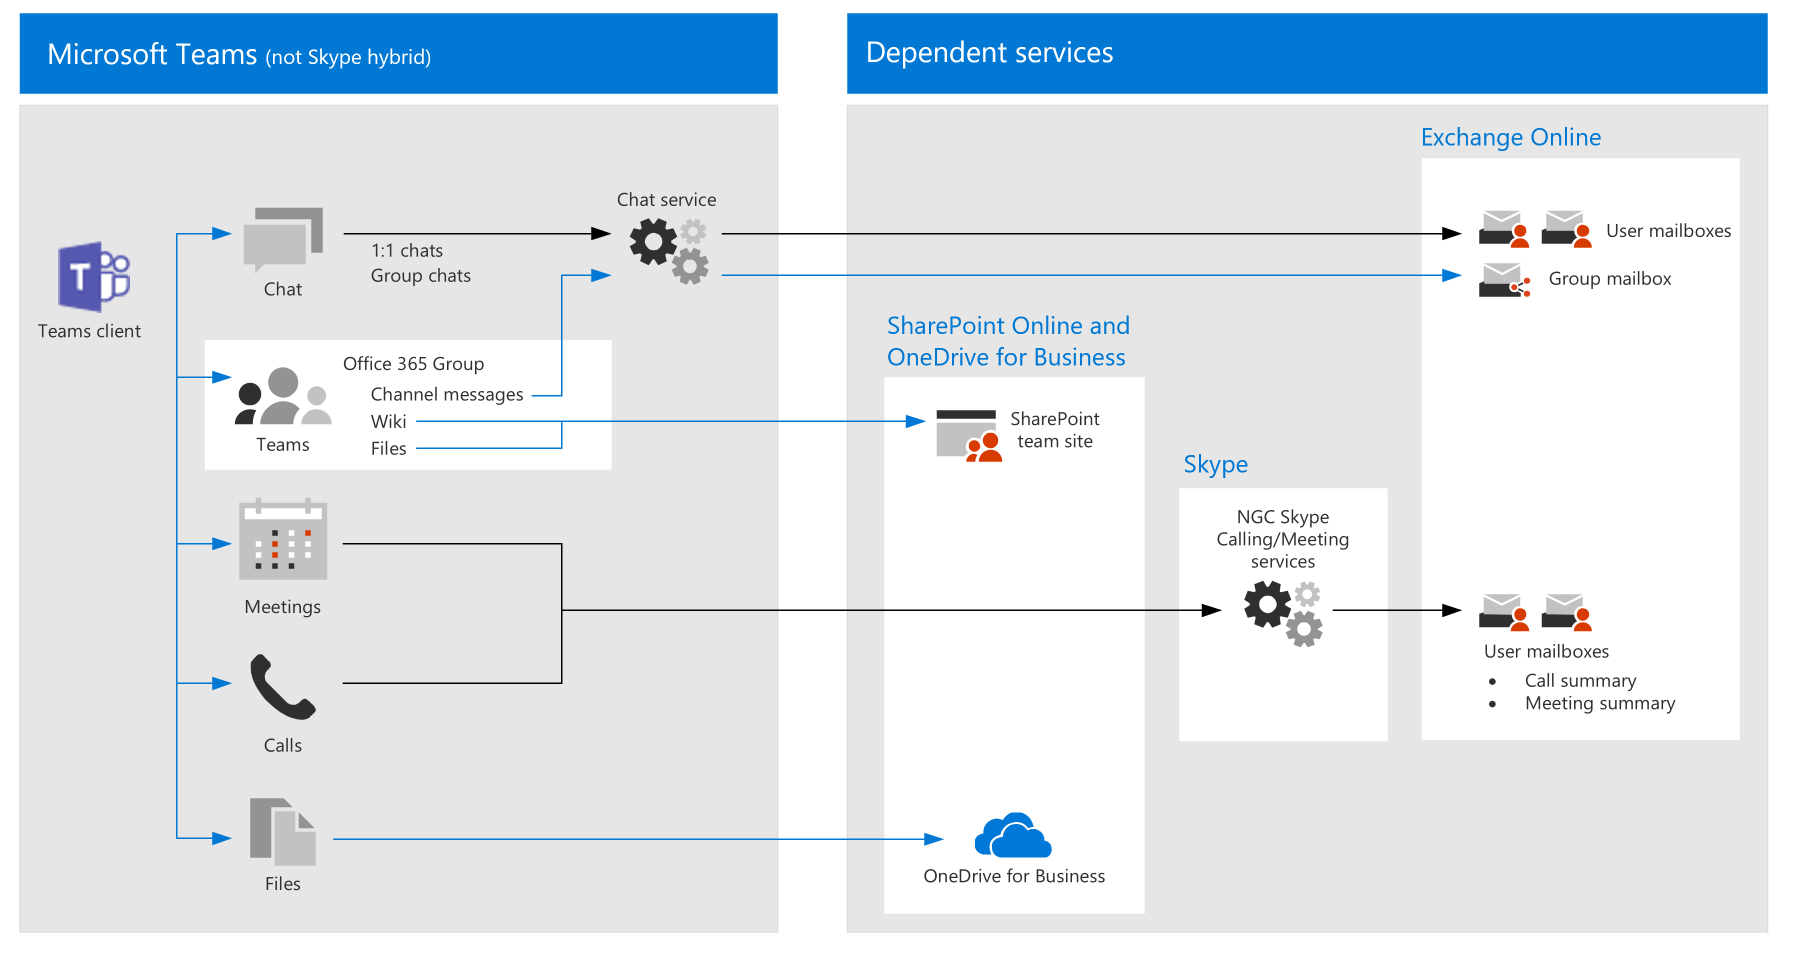 Microsoft Teams (not Skype hybrid)
Dependent services
Exchange Online
Chat service
User mailboxes
1:1 chats
Group chats
Chat
Group mailbox
T
Teams client
SharePoint Online and
OneDrive for Business
Office 365 Group
Channel messages
Wiki
Files
Teams
SharePoint
team site
Skype
NGC Skype
Calling/Meeting
services
Meetings
User mailboxes
• Call summary
• Meeting summary
Calls
OneDrive for Business
Files